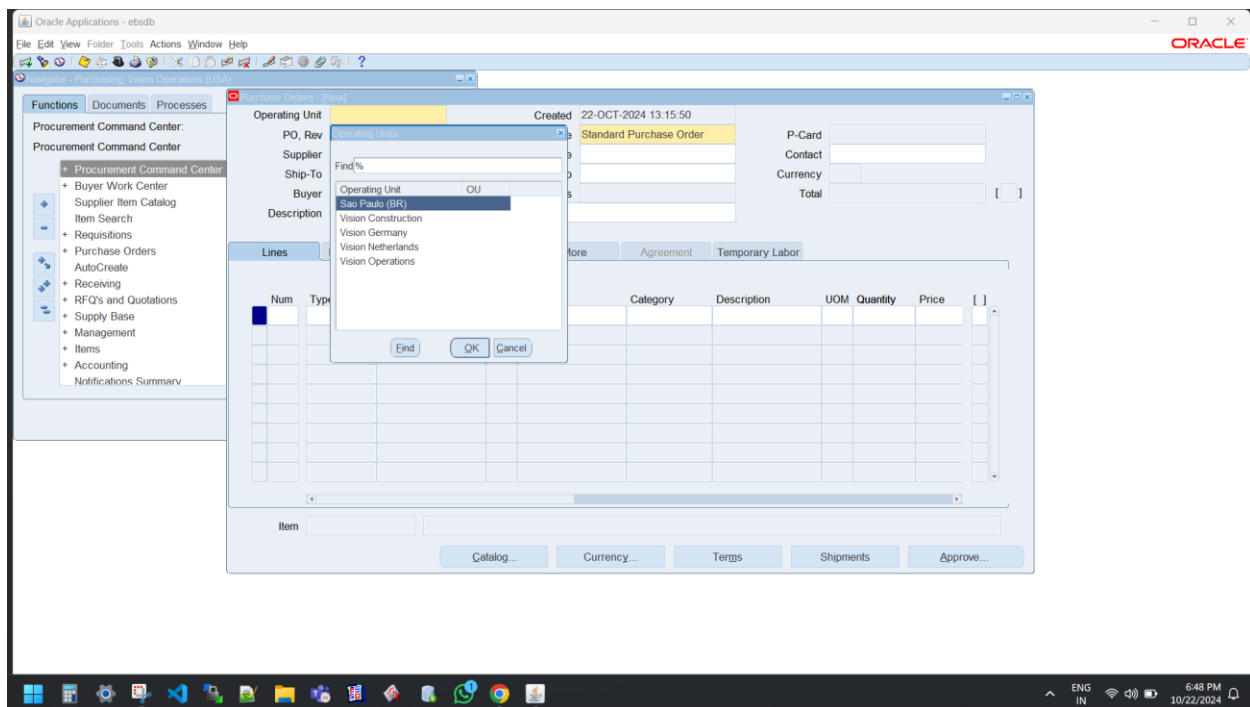 Oracle Applications - ebsdb
File Edit View Folder Tools Actions Window Help
ORACLE
Navigator - Purchasing, Vision Operations (USA)
Functions Documents Processes
Procurement Command Center:
Procurement Command Center
+ Procurement Command Center
+ Buyer Work Center
Supplier Item Catalog
Item Search
+ Requisitions
+ Purchase Orders
AutoCreate
+ Receiving
+ RFQ's and Quotations
+ Supply Base
+ Management
+ Items
+ Accounting
Notifications Summary
Purchase Orders - [New]
Operating Unit Created 22-OCT-2024 13:15:50
PO, Rev Standard Purchase Order P-Card
Supplier Contact
Ship-To Currency
Buyer Total [ ]
Description
Operating Units
Find %
Operating Unit OU
Sao Paulo (BR)
Vision Construction
Vision Germany
Vision Netherlands
Vision Operations
Find OK Cancel
Lines More Agreement Temporary Labor
Num Type Category Description UOM Quantity Price [ ]
Item
Catalog... Currency... Terms Shipments Approve...
ENG
IN
6:48 PM
10/22/2024